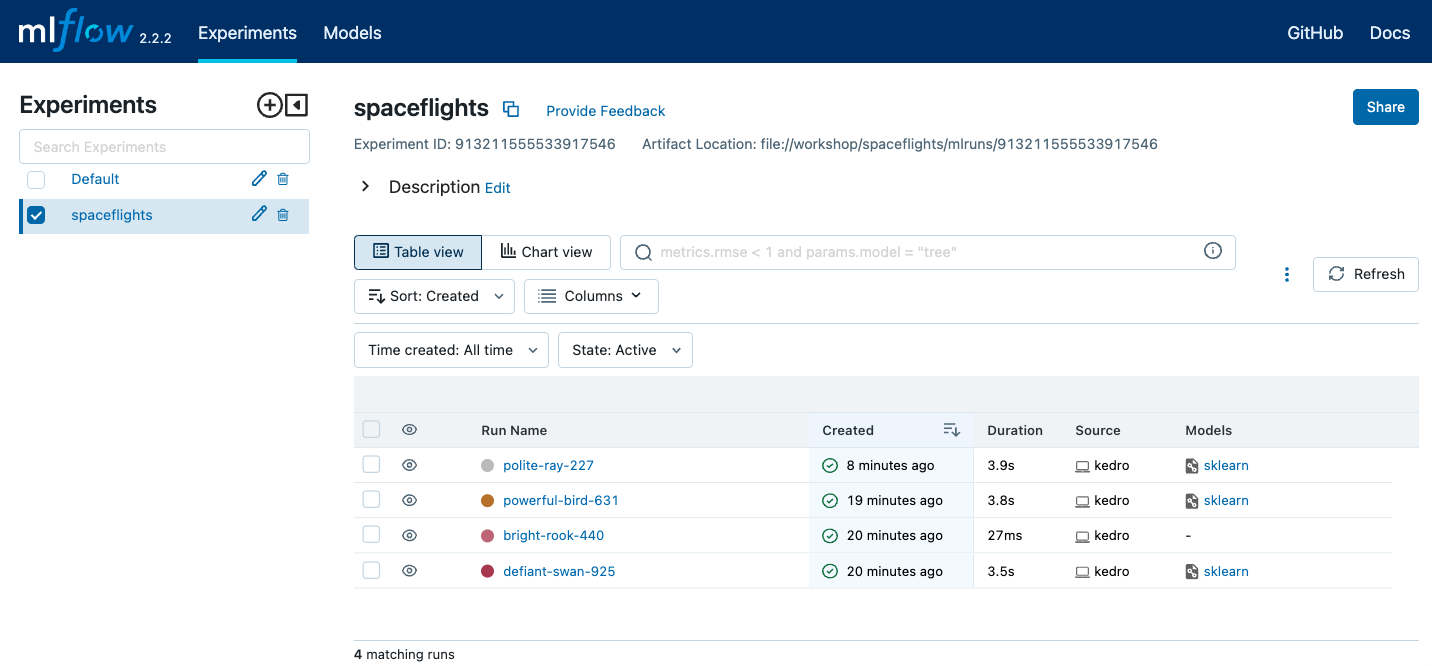 mlflow 2.2.2 Experiments Models GitHub Docs
Experiments
Search Experiments
Default
spaceflights
spaceflights Provide Feedback Share
Experiment ID: 913211555533917546 Artifact Location: file://workshop/spaceflights/mlruns/913211555533917546
Description Edit
Table view Chart view metrics.rmse < 1 and params.model = "tree"
Refresh
Sort: Created Columns
Time created: All time State: Active
Run Name Created Duration Source Models
polite-ray-227 8 minutes ago 3.9s kedro sklearn
powerful-bird-631 19 minutes ago 3.8s kedro sklearn
bright-rook-440 20 minutes ago 27ms kedro -
defiant-swan-925 20 minutes ago 3.5s kedro sklearn
4 matching runs